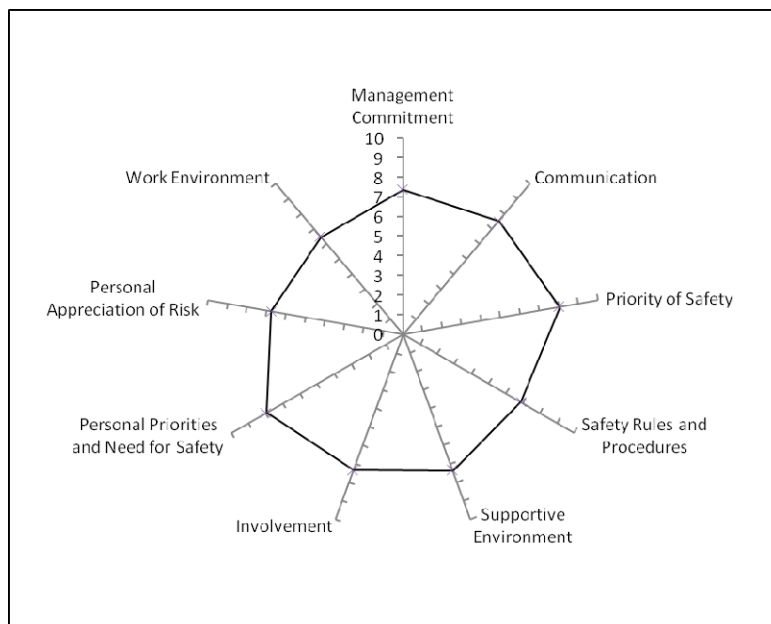 Management
Commitment
10
9
8
7
6
5
4
3
2
1
0
Communication
Priority of Safety
Safety Rules and
Procedures
Supportive
Environment
Involvement
Personal Priorities
and Need for Safety
Personal
Appreciation of Risk
Work Environment